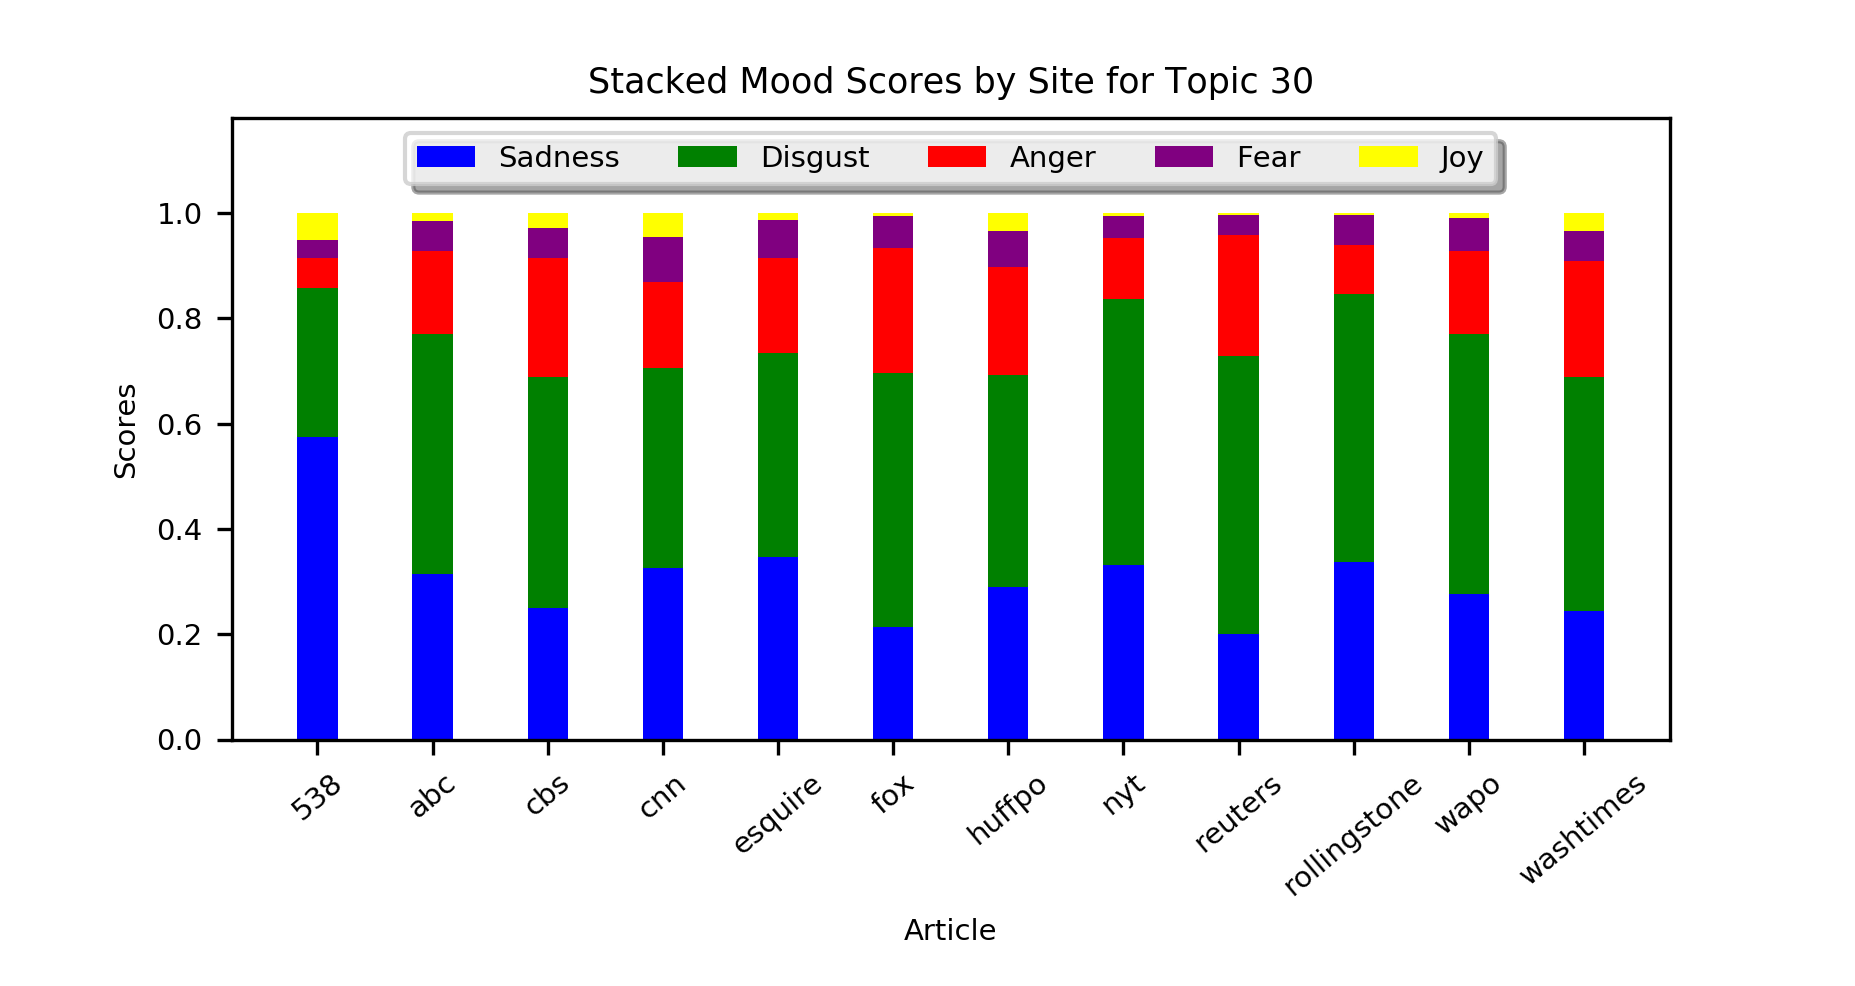 Stacked Mood Scores by Site for Topic 30
Sadness Disgust Anger Fear Joy
1.0
0.8
0.6
0.4
0.2
0.0
Scores
538 abc cbs cnn esquire fox huffpo nyt reuters rollingstone wapo washtimes
Article